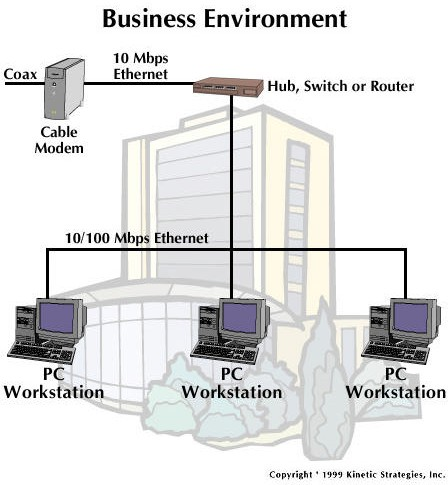 Business Environment
10 Mbps
Ethernet
Coax
Hub, Switch or Router
Cable
Modem
10/100 Mbps Ethernet
PC
Workstation
PC
Workstation
PC
Workstation
Copyright ' 1999 Kinetic Strategies, Inc.